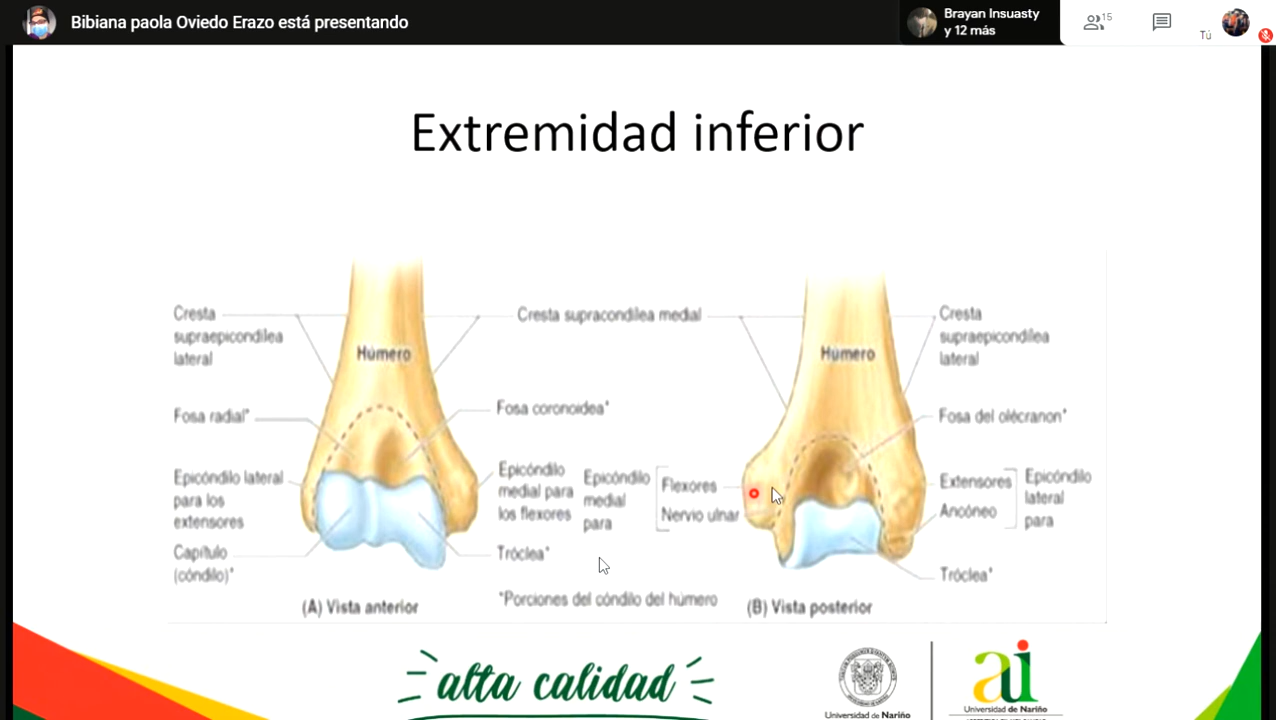 Bibiana paola Oviedo Erazo está presentando
Brayan Insuasty
y 12 más
15
Tú
Extremidad inferior
Cresta
supraepicondílea
lateral
Húmero
Fosa radial*
Epicóndilo lateral
para los
extensores
Capítulo
(cóndilo)*
Cresta supracondílea medial
Fosa coronoidea*
Epicóndilo
medial para
los flexores
Tróclea*
(A) Vista anterior
Epicóndilo
medial
para
Flexores
Nervio ulnar
*Porciones del cóndilo del húmero
Húmero
Cresta
supraepicondílea
lateral
Fosa del olécranon*
Extensores
Ancóneo
Epicóndilo
lateral
para
Tróclea*
(B) Vista posterior
alta calidad
Universidad de Nariño
ai
Universidad de Nariño